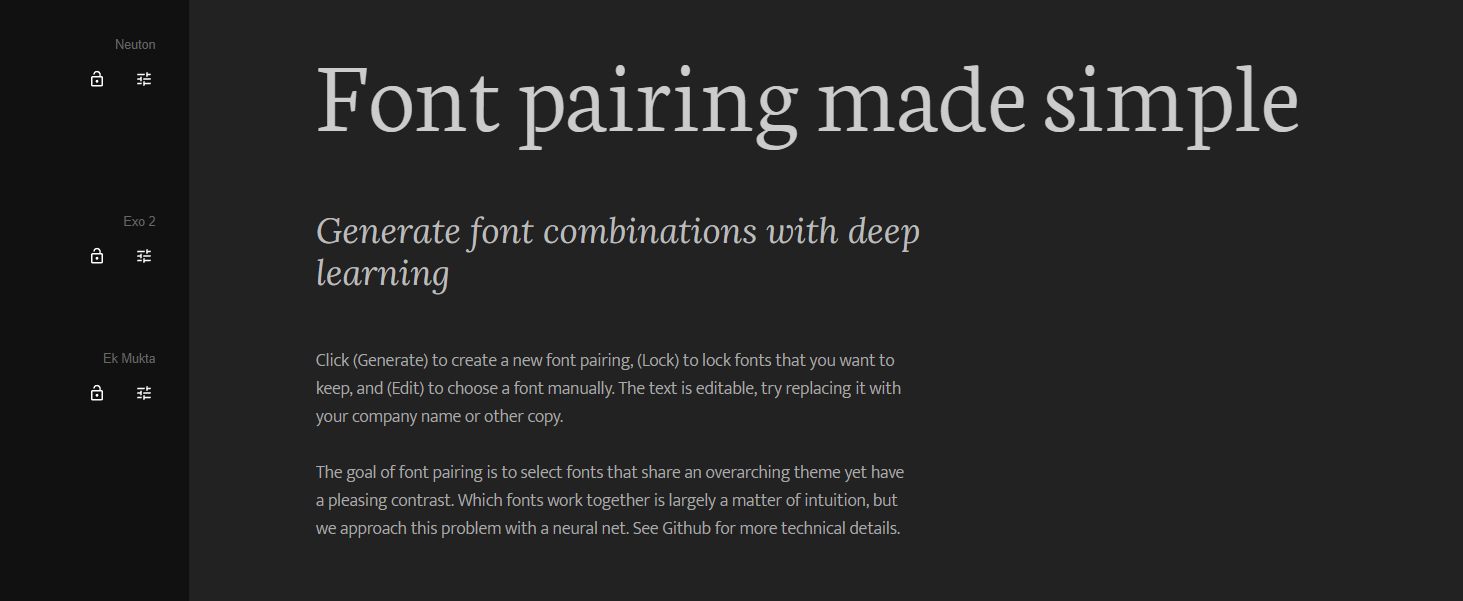 Neuton
Font pairing made simple
Exo 2
Generate font combinations with deep
learning
Ek Mukta
Click (Generate) to create a new font pairing, (Lock) to lock fonts that you want to
keep, and (Edit) to choose a font manually. The text is editable, try replacing it with
your company name or other copy.
The goal of font pairing is to select fonts that share an overarching theme yet have
a pleasing contrast. Which fonts work together is largely a matter of intuition, but
we approach this problem with a neural net. See Github for more technical details.